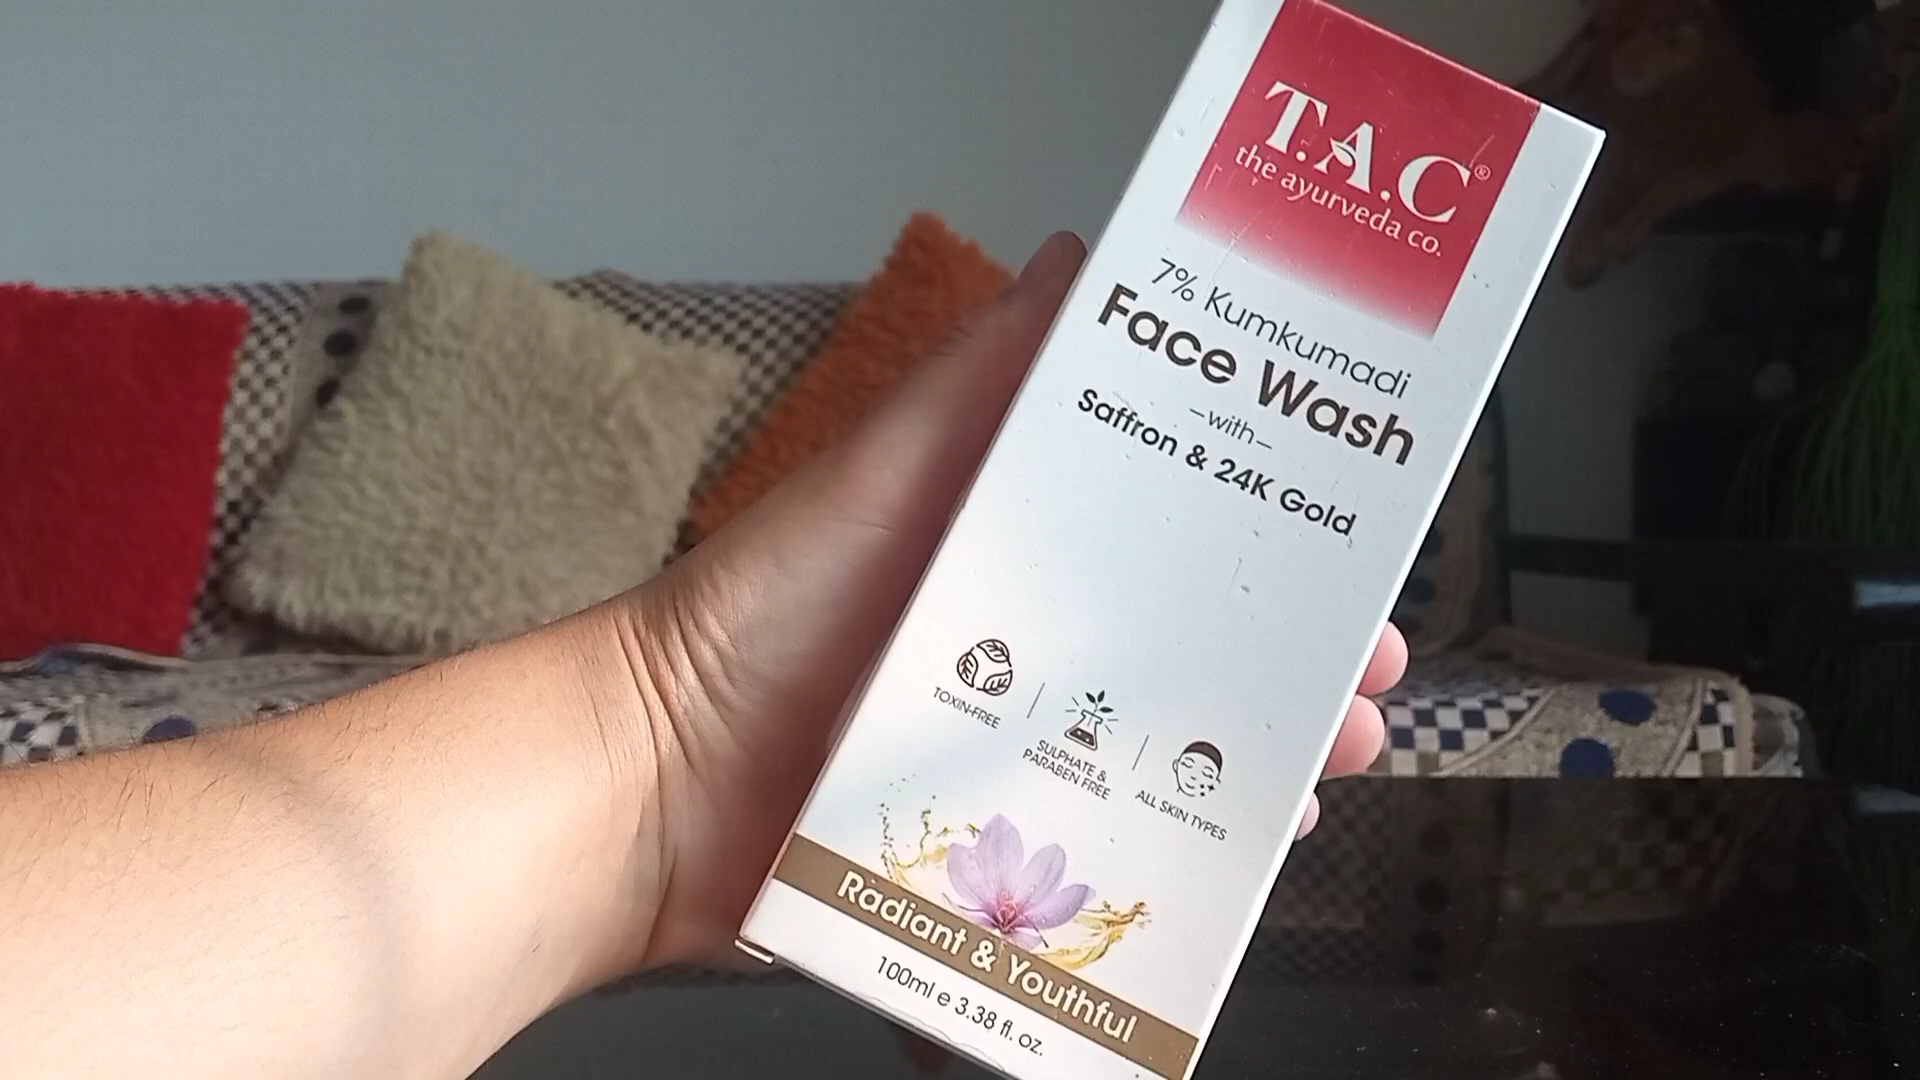 T.A.C®
the ayurveda co.
7% Kumkumadi
Face Wash
–with–
Saffron & 24K Gold
TOXIN-FREE
SULPHATE &
PARABEN FREE
ALL SKIN TYPES
Radiant & Youthful
100ml e 3.38 fl. oz.